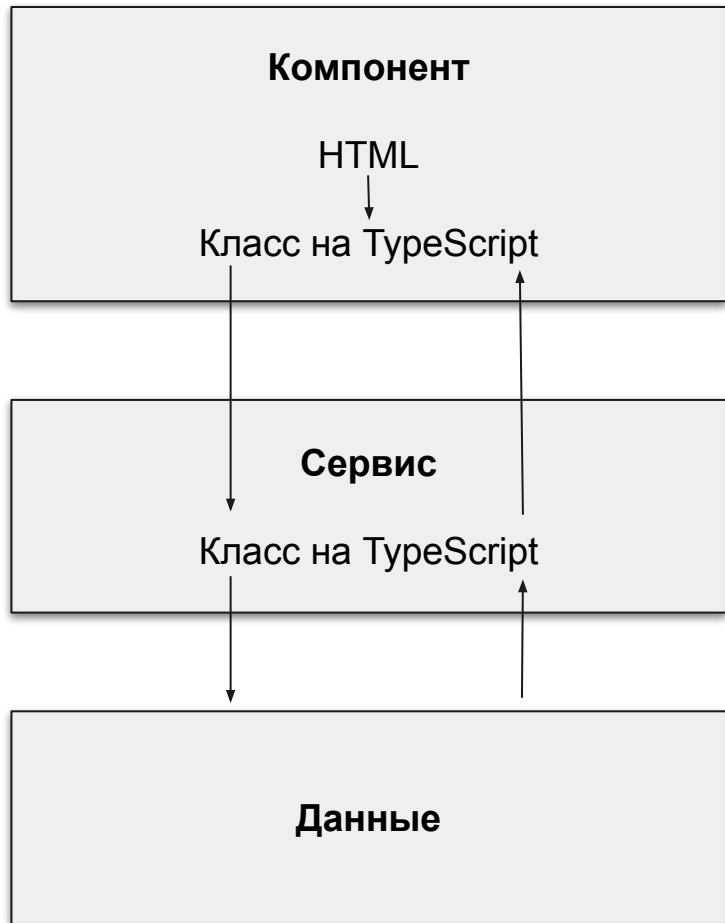 Компонент
HTML
Класс на TypeScript
Сервис
Класс на TypeScript
Данные